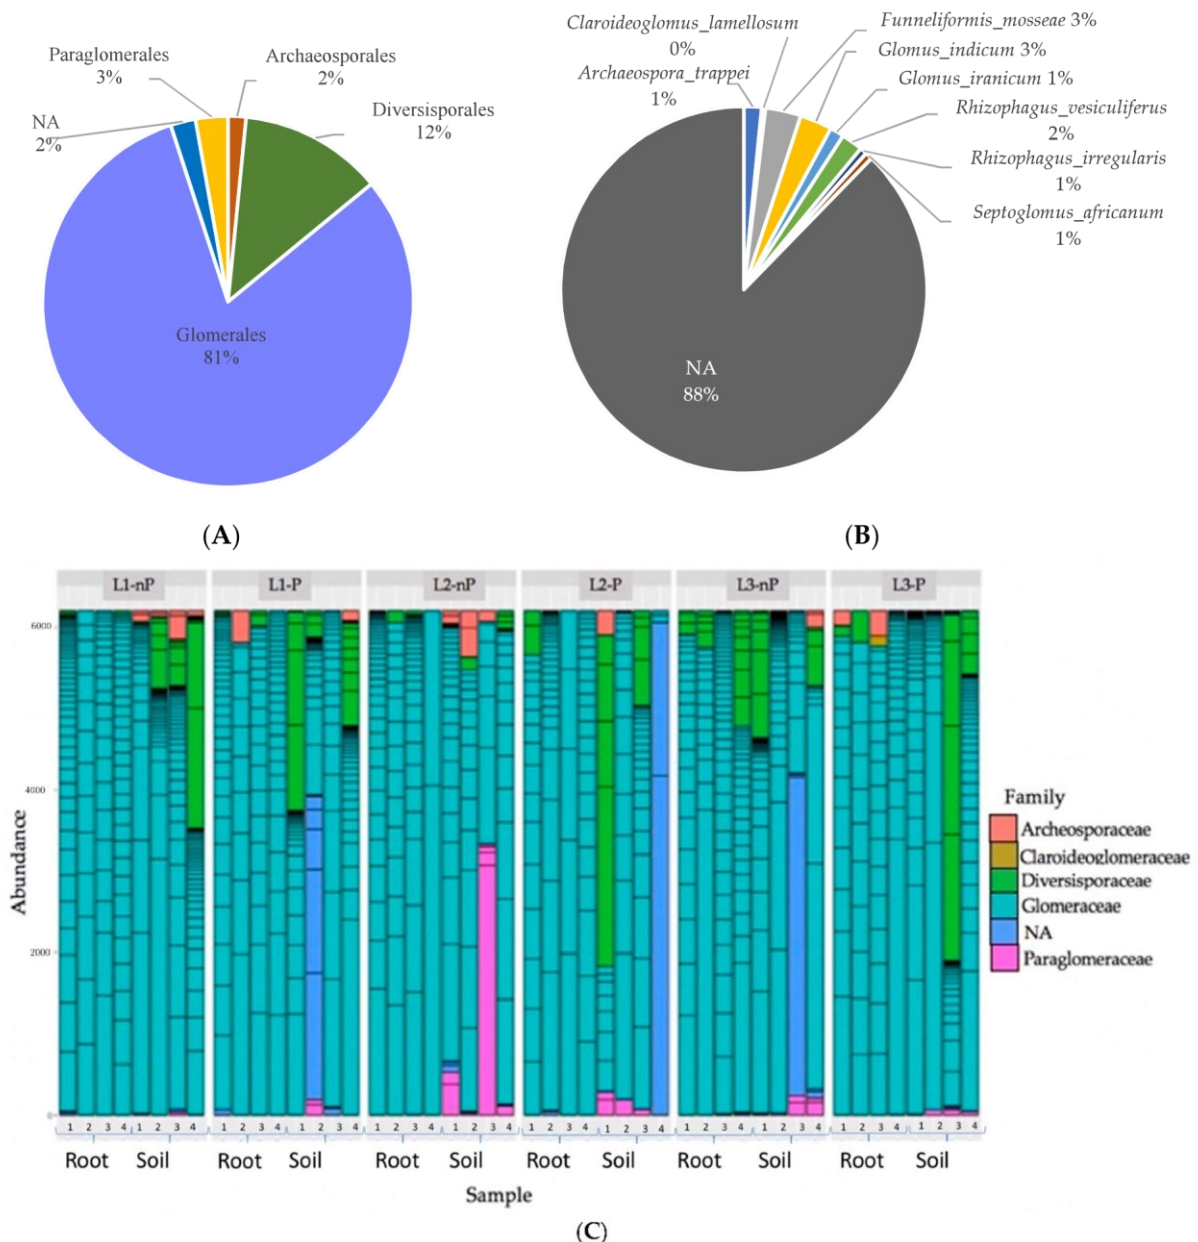 Paraglomerales
3%
Archaeosporales
2%
Diversisporales
12%
NA
2%
Glomerales
81%
(A)
Claroideoglomus_lamellosum
0%
Archaeospora_trappei
1%
Funneliformis_mosseae 3%
Glomus_indicum 3%
Glomus_iranicum 1%
Rhizophagus_vesiculiferus
2%
Rhizophagus_irregularis
1%
Septoglomus_africanum
1%
NA
88%
(B)
L1-nP L1-P L2-nP L2-P L3-nP L3-P
Abundance
6000
4000
2000
0
Family
Archeosporaceae
Claroideoglomeraceae
Diversisporaceae
Glomeraceae
NA
Paraglomeraceae
1 2 3 4 1 2 3 4 1 2 3 4 1 2 3 4 1 2 3 4 1 2 3 4 1 2 3 4 1 2 3 4 1 2 3 4 1 2 3 4 1 2 3 4 1 2 3 4
Root Soil Root Soil Root Soil Root Soil Root Soil Root Soil
Sample
(C)